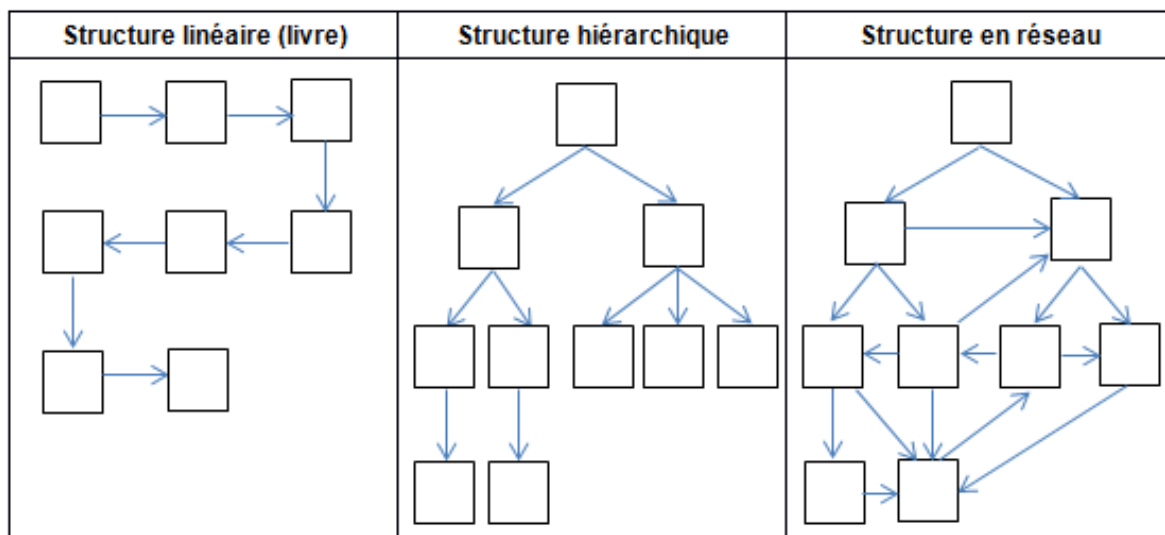 Structure linéaire (livre)
Structure hiérarchique
Structure en réseau